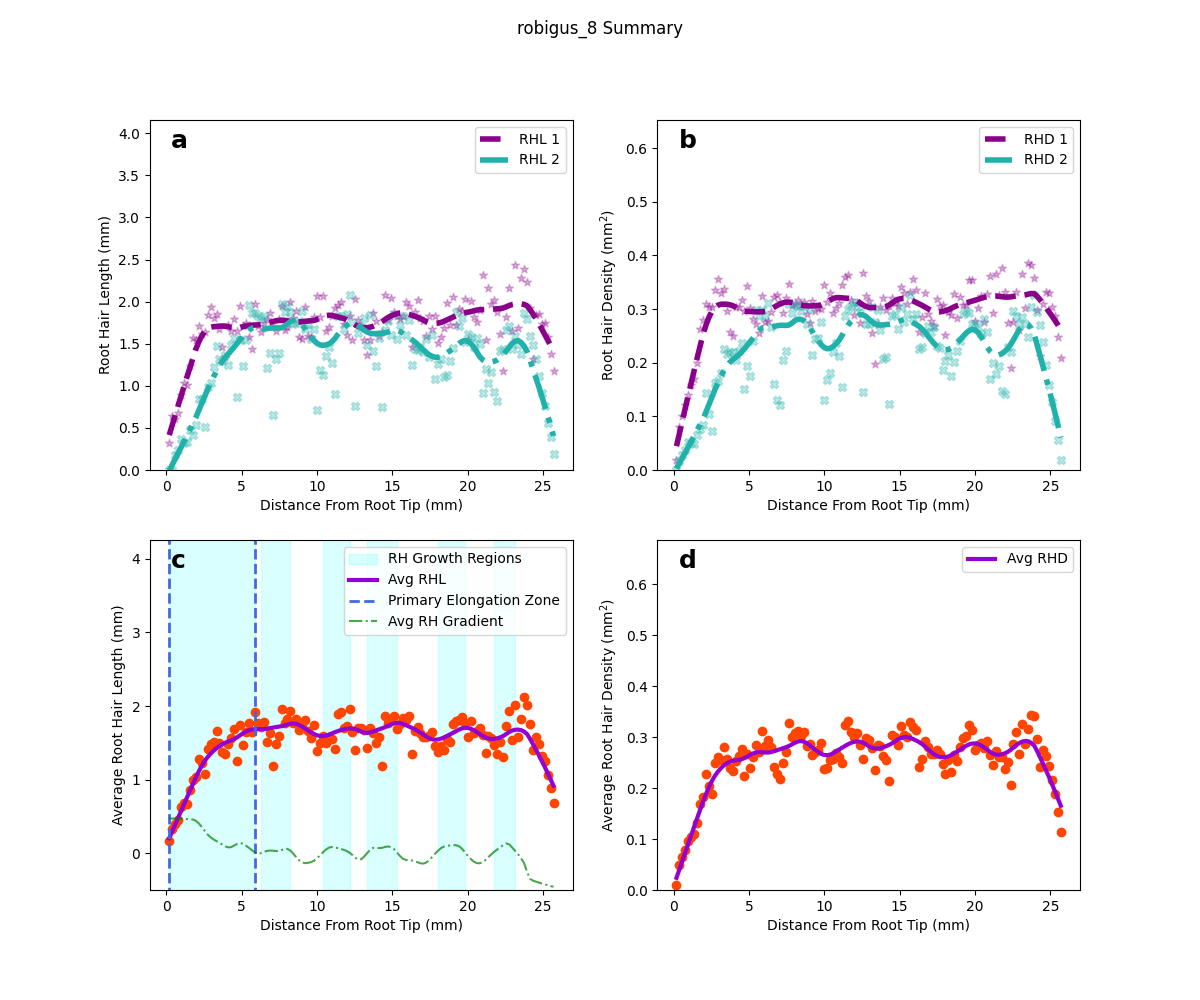 robigus_8 Summary
a
RHL 1
RHL 2
4.0
3.5
3.0
2.5
2.0
1.5
1.0
0.5
0.0
Root Hair Length (mm)
0 5 10 15 20 25
Distance From Root Tip (mm)
b
RHD 1
RHD 2
0.6
0.5
0.4
0.3
0.2
0.1
0.0
Root Hair Density (mm²)
0 5 10 15 20 25
Distance From Root Tip (mm)
c
RH Growth Regions
Avg RHL
Primary Elongation Zone
Avg RH Gradient
4
3
2
1
0
Average Root Hair Length (mm)
0 5 10 15 20 25
Distance From Root Tip (mm)
d
Avg RHD
0.6
0.5
0.4
0.3
0.2
0.1
0.0
Average Root Hair Density (mm²)
0 5 10 15 20 25
Distance From Root Tip (mm)